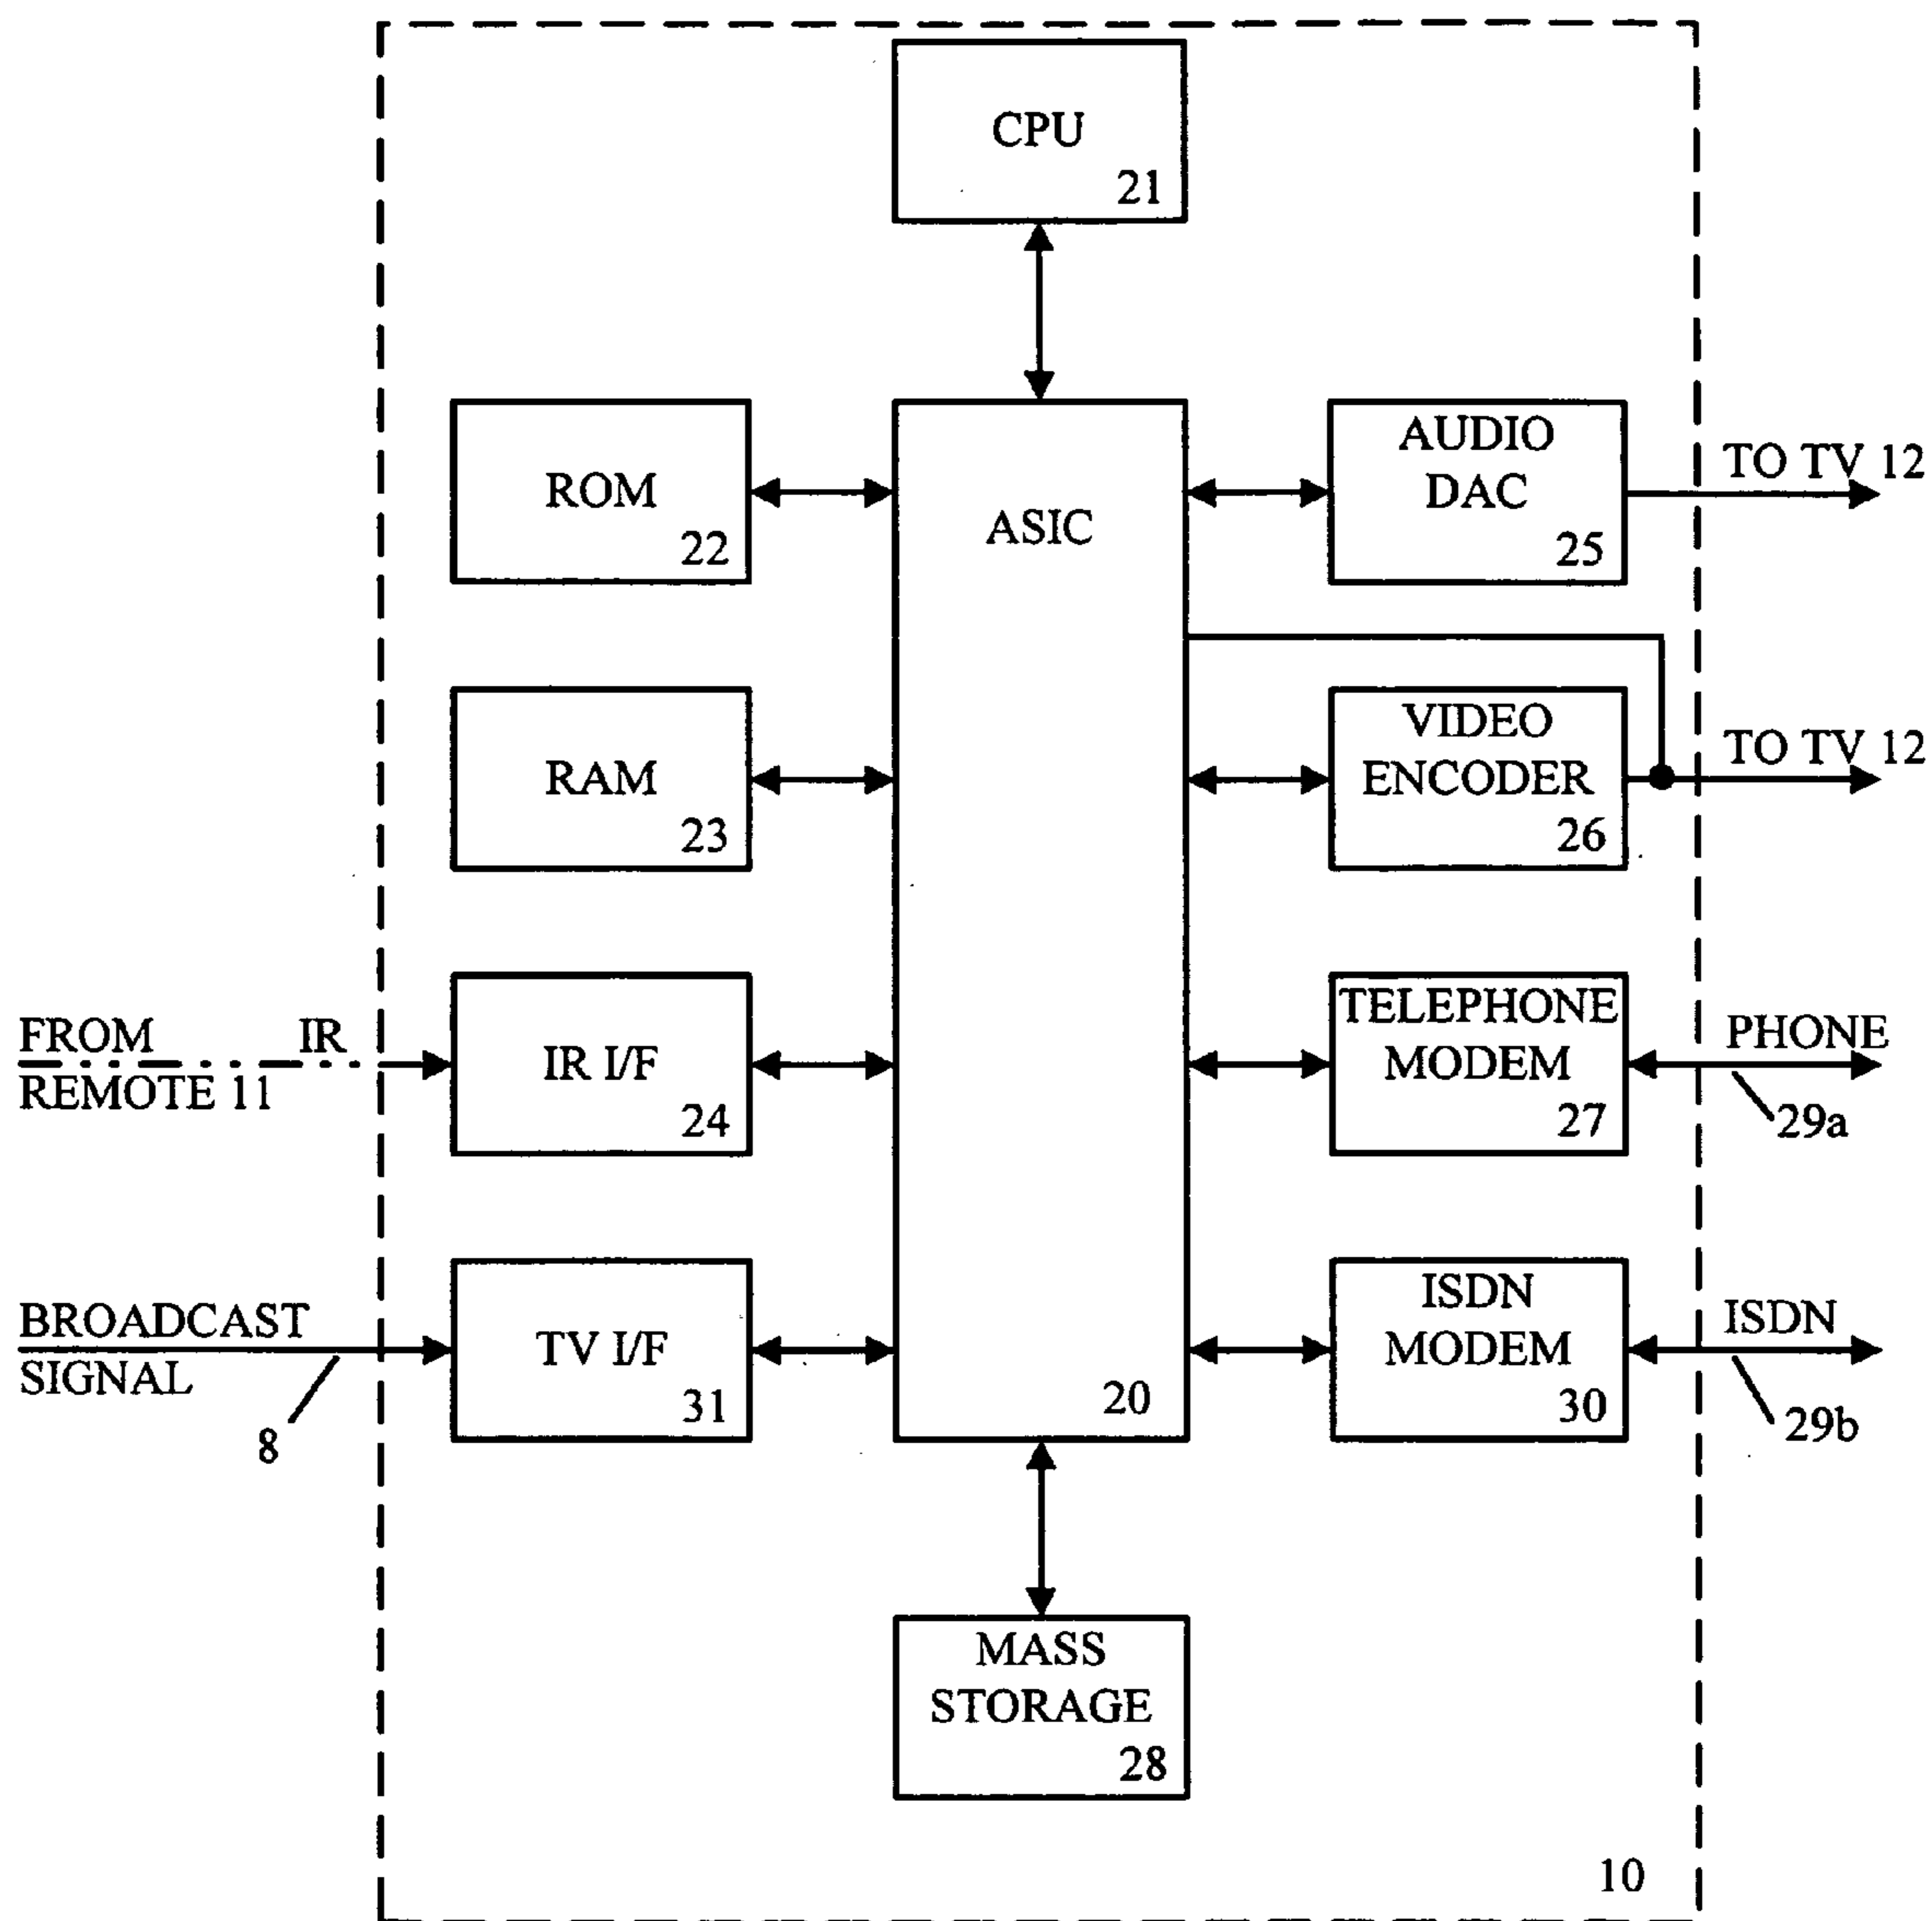 CPU
21
ROM
22
ASIC
20
AUDIO
DAC
25
TO TV 12
RAM
23
VIDEO
ENCODER
26
TO TV 12
FROM IR
REMOTE 11
IR I/F
24
TELEPHONE
MODEM
27
PHONE
29a
BROADCAST
SIGNAL
8
TV I/F
31
ISDN
MODEM
30
ISDN
29b
MASS
STORAGE
28
10